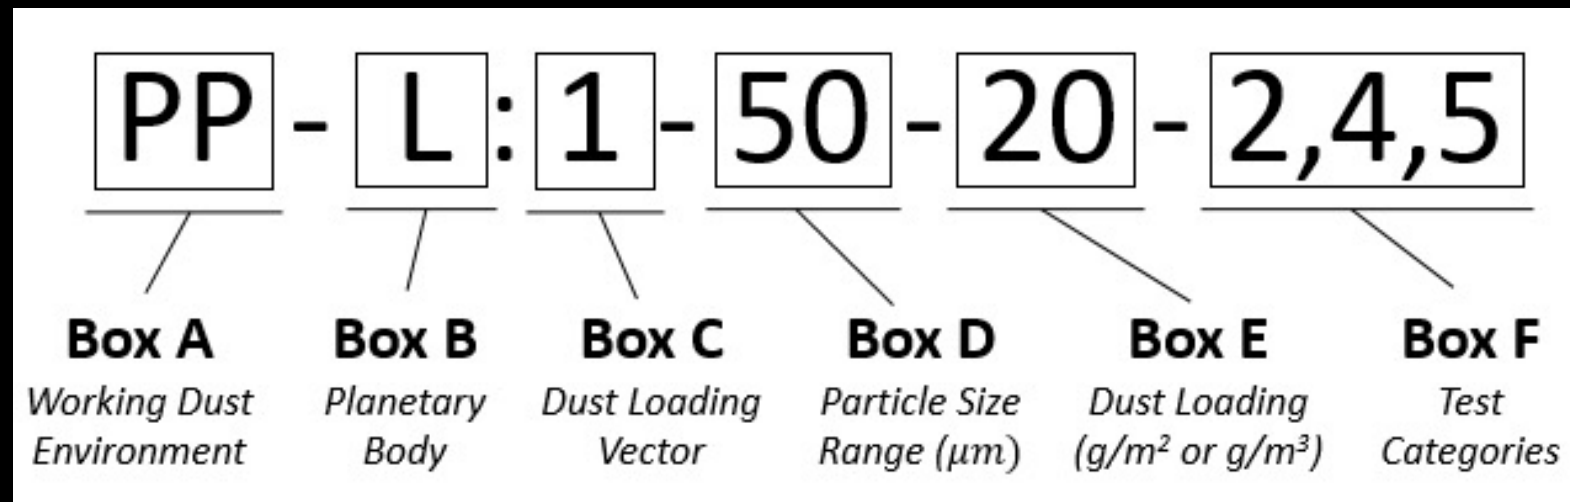 PP - L : 1 - 50 - 20 - 2,4,5
Box A Box B Box C Box D Box E Box F
Working Dust Planetary Dust Loading Particle Size Dust Loading Test
Environment Body Vector Range (μm) (g/m² or g/m³) Categories